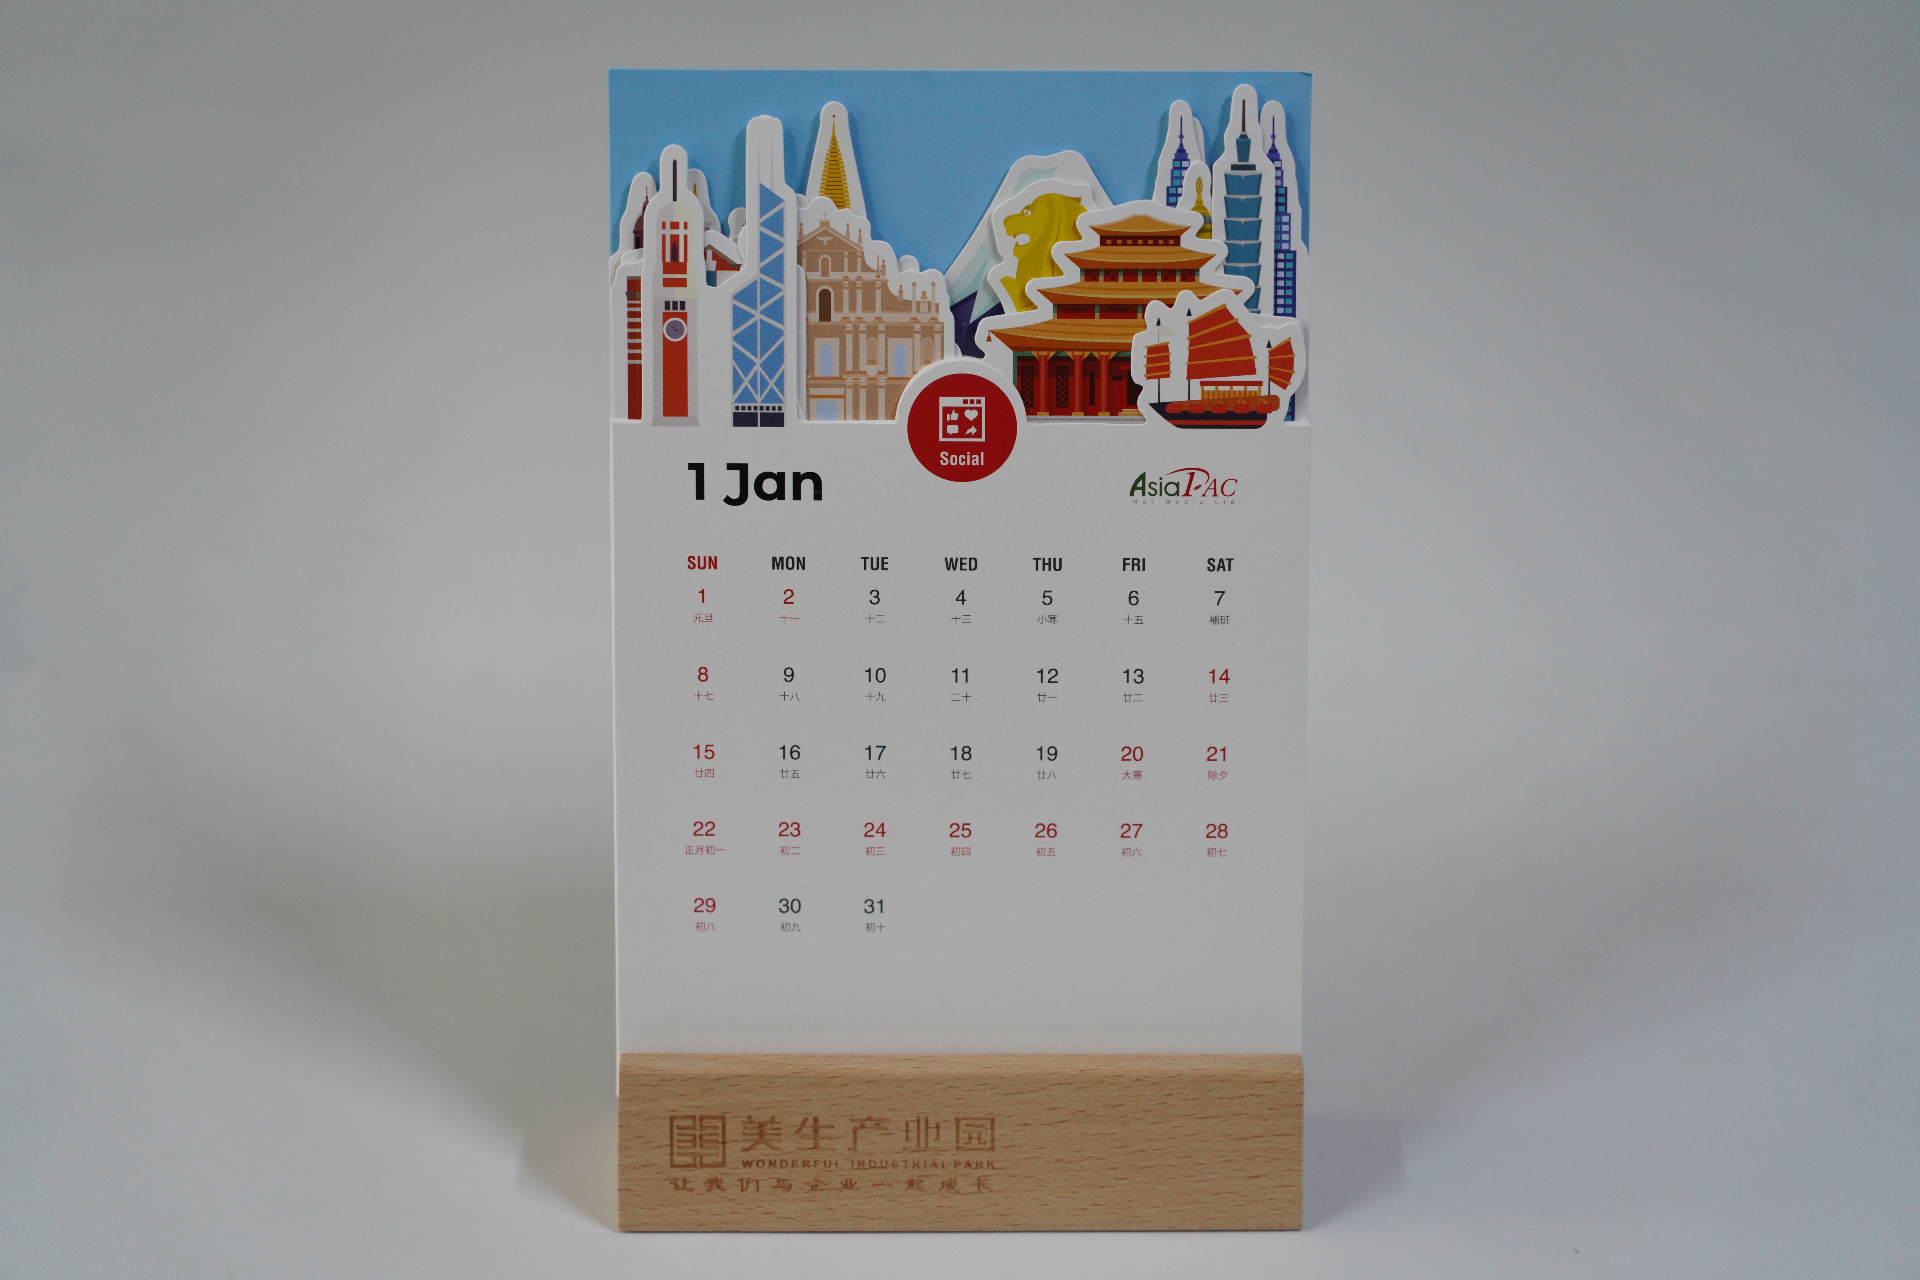 Social
1 Jan
AsiaPAC
Net Media Ltd.
SUN MON TUE WED THU FRI SAT
1 2 3 4 5 6 7
元旦 十一 十二 十三 小寒 十五 補班
8 9 10 11 12 13 14
十七 十八 十九 二十 廿一 廿二 廿三
15 16 17 18 19 20 21
廿四 廿五 廿六 廿七 廿八 大寒 除夕
22 23 24 25 26 27 28
正月初一 初二 初三 初四 初五 初六 初七
29 30 31
初八 初九 初十
美生产业园
WONDERFUL INDUSTRIAL PARK
让我们与企业一起成长